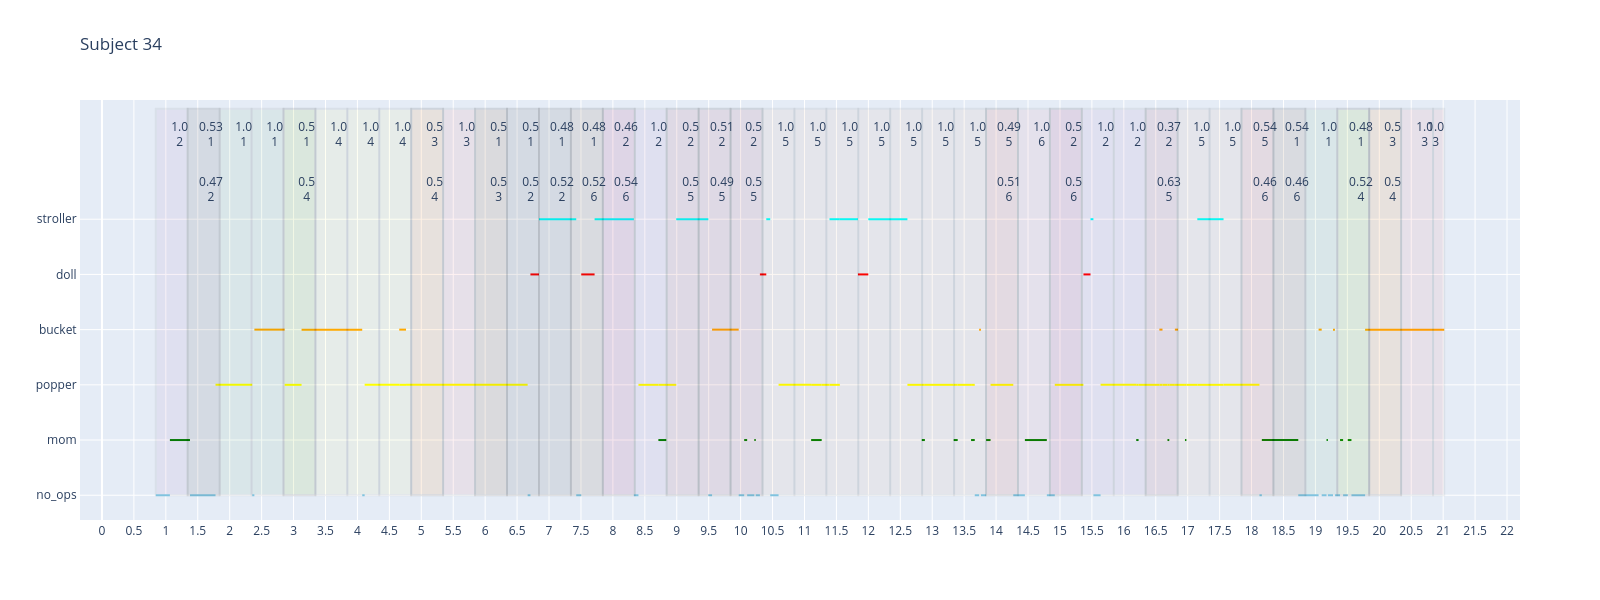 Subject 34
1.0 0.53 1.0 1.0 0.5 1.0 1.0 1.0 0.5 1.0 0.5 0.5 0.48 0.48 0.46 1.0 0.5 0.51 0.5 1.0 1.0 1.0 1.0 1.0 1.0 1.0 0.49 1.0 0.5 1.0 1.0 0.37 1.0 1.0 0.54 0.54 1.0 0.48 0.5 1.0 1.0
2 1 1 1 1 4 4 4 3 3 1 1 1 1 2 2 2 2 2 5 5 5 5 5 5 5 5 6 2 2 2 2 5 5 5 1 1 1 3 3 3
0.47 0.5 0.5 0.5 0.5 0.52 0.52 0.54 0.5 0.49 0.5 0.51 0.5 0.63 0.46 0.46 0.52 0.5
2 4 4 3 2 2 6 6 5 5 5 6 6 5 6 6 4 4
stroller
doll
bucket
popper
mom
no_ops
0 0.5 1 1.5 2 2.5 3 3.5 4 4.5 5 5.5 6 6.5 7 7.5 8 8.5 9 9.5 10 10.5 11 11.5 12 12.5 13 13.5 14 14.5 15 15.5 16 16.5 17 17.5 18 18.5 19 19.5 20 20.5 21 21.5 22